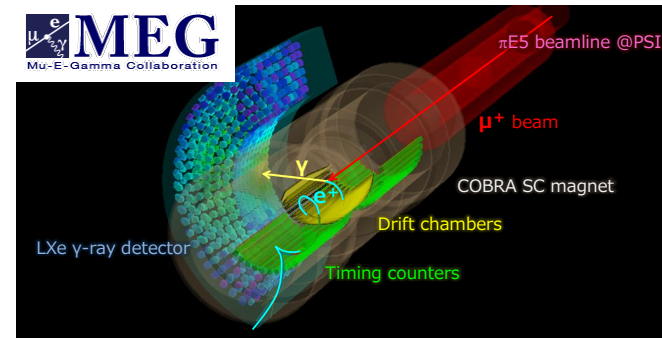 μ e γ MEG
Mu-E-Gamma Collaboration
πE5 beamline @PSI
μ+ beam
γ
COBRA SC magnet
e+
Drift chambers
LXe γ-ray detector
Timing counters